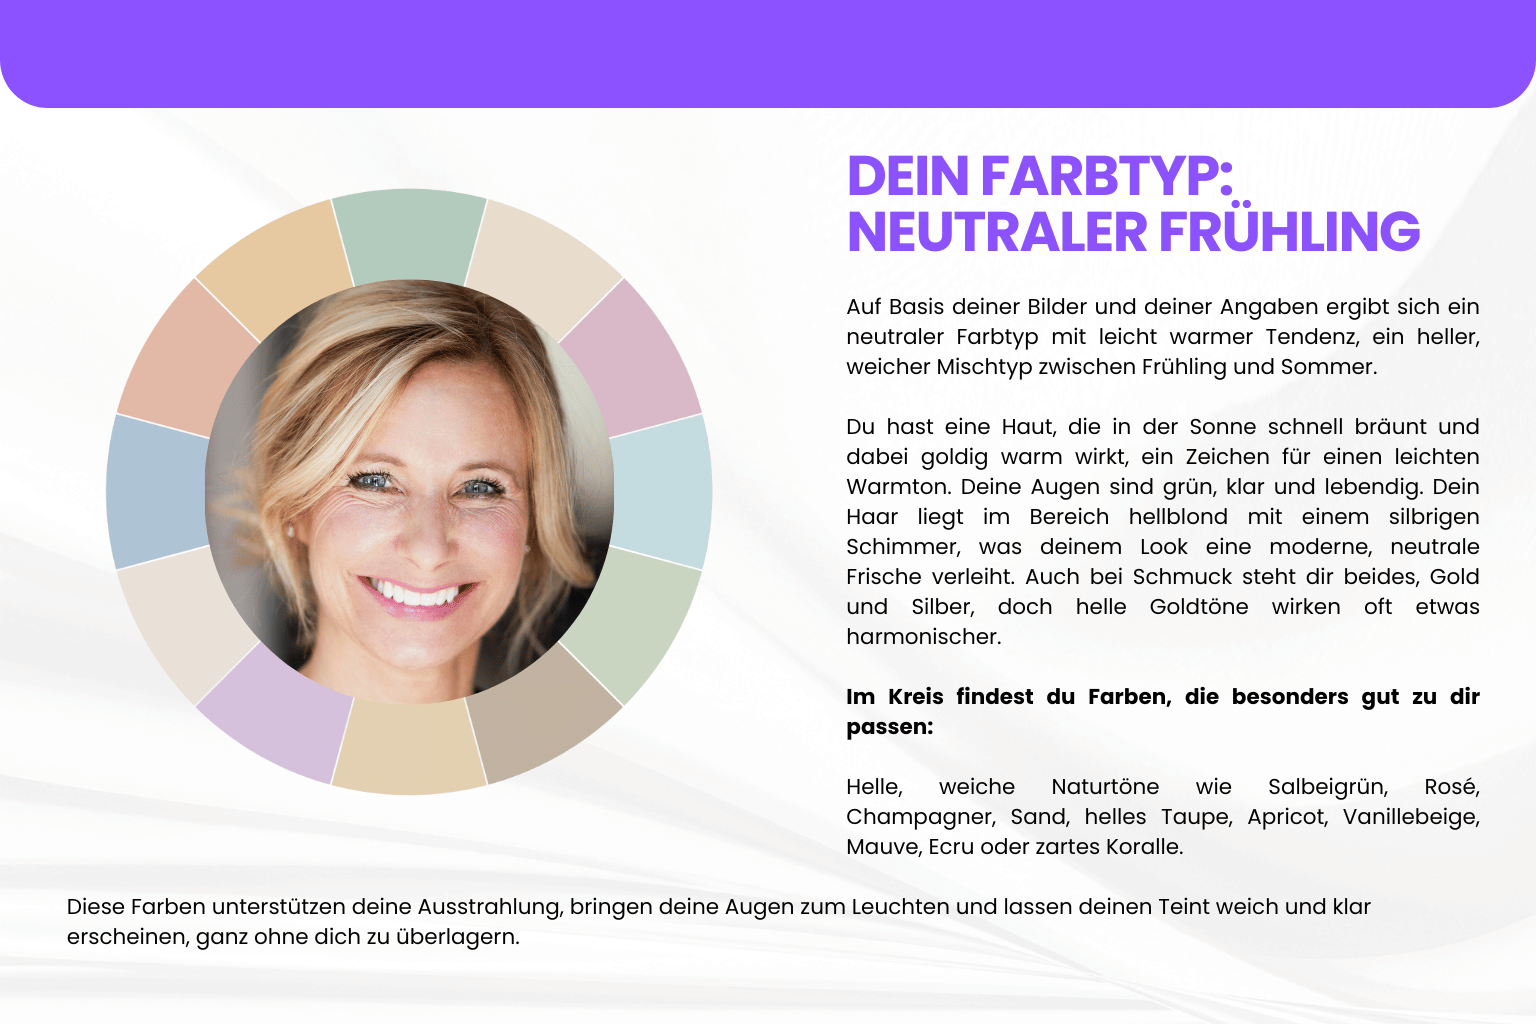 DEIN FARBTYP:
NEUTRALER FRÜHLING
Auf Basis deiner Bilder und deiner Angaben ergibt sich ein
neutraler Farbtyp mit leicht warmer Tendenz, ein heller,
weicher Mischtyp zwischen Frühling und Sommer.
Du hast eine Haut, die in der Sonne schnell bräunt und
dabei goldig warm wirkt, ein Zeichen für einen leichten
Warmton. Deine Augen sind grün, klar und lebendig. Dein
Haar liegt im Bereich hellblond mit einem silbrigen
Schimmer, was deinem Look eine moderne, neutrale
Frische verleiht. Auch bei Schmuck steht dir beides, Gold
und Silber, doch helle Goldtöne wirken oft etwas
harmonischer.
Im Kreis findest du Farben, die besonders gut zu dir
passen:
Helle, weiche Naturtöne wie Salbeigrün, Rosé,
Champagner, Sand, helles Taupe, Apricot, Vanillebeige,
Mauve, Ecru oder zartes Koralle.
Diese Farben unterstützen deine Ausstrahlung, bringen deine Augen zum Leuchten und lassen deinen Teint weich und klar
erscheinen, ganz ohne dich zu überlagern.